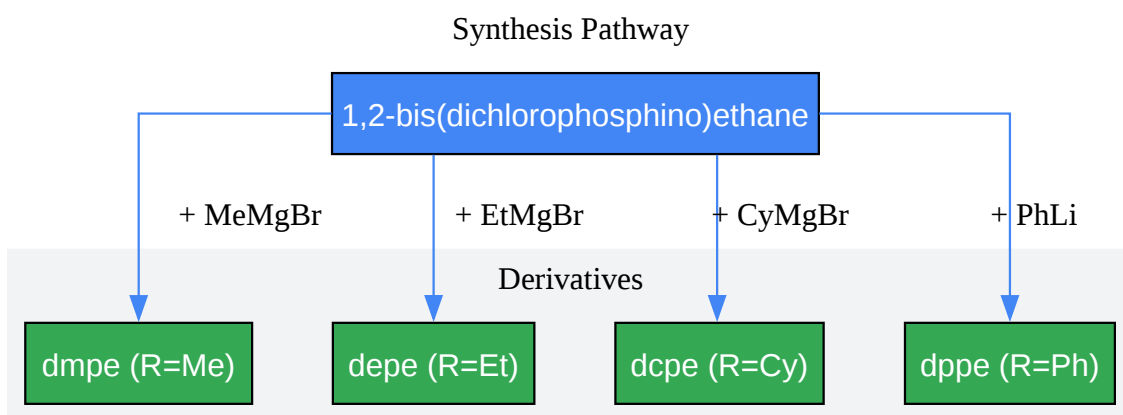 Synthesis Pathway
1,2-bis(dichlorophosphino)ethane
+ MeMgBr
+ EtMgBr
+ CyMgBr
+ PhLi
Derivatives
dmpe (R=Me)
depe (R=Et)
dcpe (R=Cy)
dppe (R=Ph)